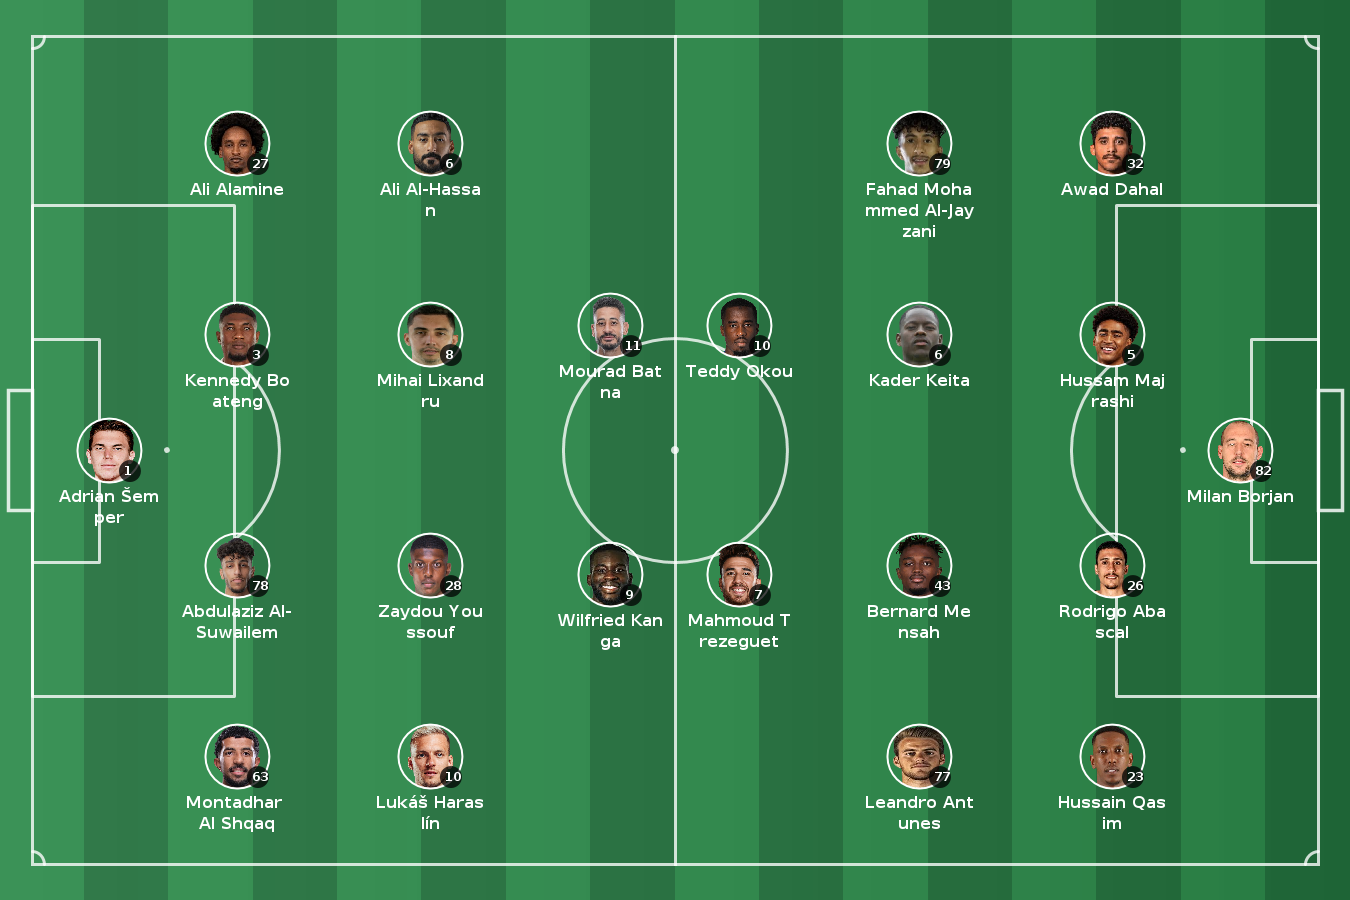 27
Ali Alamine
6
Ali Al-Hassa
n
79
Fahad Moha
mmed Al-Jay
zani
32
Awad Dahal
3
Kennedy Bo
ateng
8
Mihai Lixand
ru
11
Mourad Bat
na
10
Teddy Okou
6
Kader Keita
5
Hussam Maj
rashi
1
Adrian Šem
per
82
Milan Borjan
78
Abdulaziz Al-
Suwailem
28
Zaydou You
ssouf
9
Wilfried Kan
ga
7
Mahmoud T
rezeguet
43
Bernard Me
nsah
26
Rodrigo Aba
scal
63
Montadhar
Al Shqaq
10
Lukáš Haras
lín
77
Leandro Ant
unes
23
Hussain Qas
im